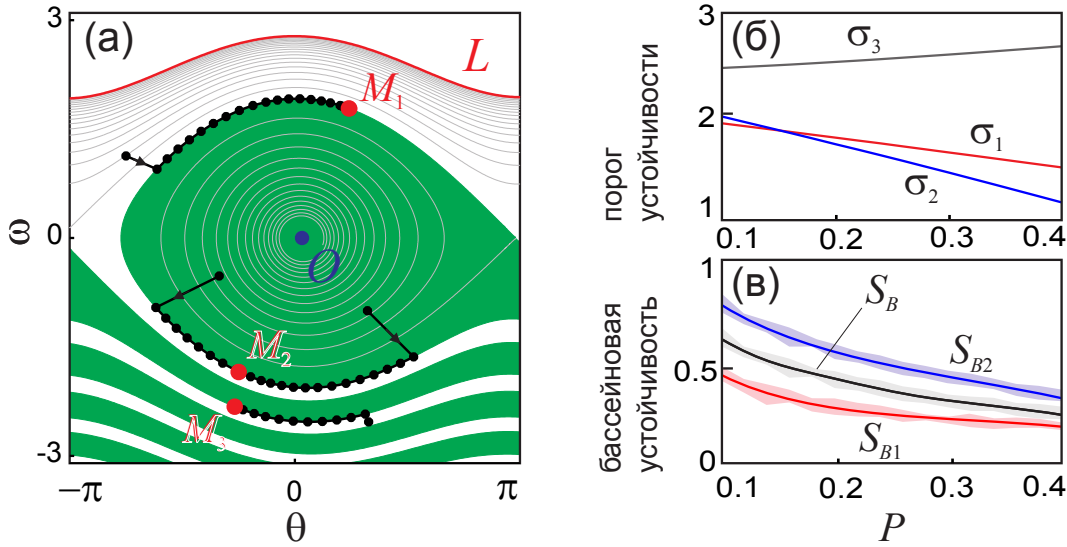 (а)
3
0
-3
ω
L
M1
O
M2
M3
−π
0
π
θ
(б)
порог
устойчивости
3
2
1
σ3
σ1
σ2
0.1
0.2
0.3
0.4
(в)
бассейновая
устойчивость
1
0.5
0
SB
SB2
SB1
0.1
0.2
0.3
0.4
P